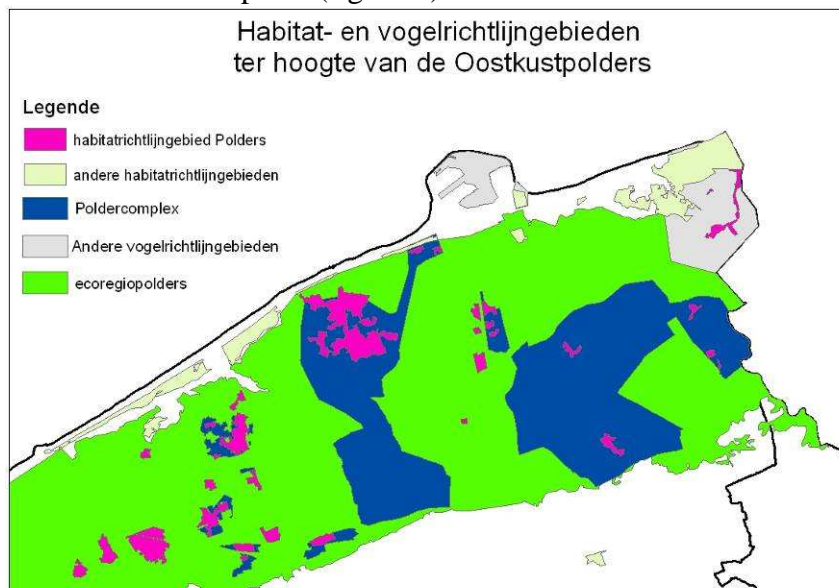 Habitat- en vogelrichtlijngebieden
ter hoogte van de Oostkustpolders
Legende
habitatrichtlijngebied Polders
andere habitatrichtlijngebieden
Poldercomplex
Andere vogelrichtlijngebieden
ecoregiopolders